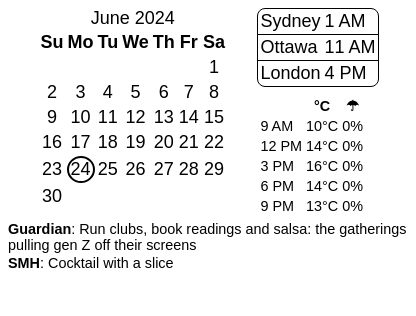 June 2024
Su Mo Tu We Th Fr Sa
1
2 3 4 5 6 7 8
9 10 11 12 13 14 15
16 17 18 19 20 21 22
23 24 25 26 27 28 29
30
Sydney 1 AM
Ottawa 11 AM
London 4 PM
°C ☂
9 AM 10°C 0%
12 PM 14°C 0%
3 PM 16°C 0%
6 PM 14°C 0%
9 PM 13°C 0%
Guardian: Run clubs, book readings and salsa: the gatherings
pulling gen Z off their screens
SMH: Cocktail with a slice